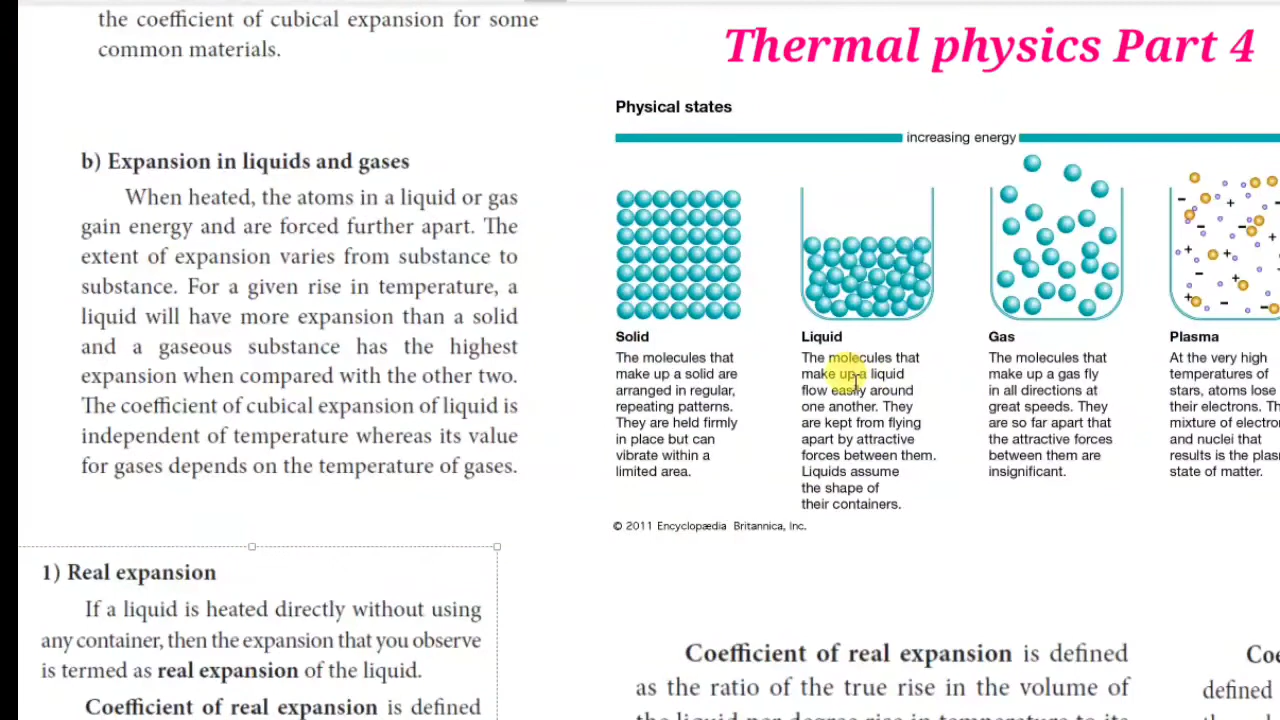 the coefficient of cubical expansion for some
common materials.
Thermal physics Part 4
Physical states
increasing energy
b) Expansion in liquids and gases
When heated, the atoms in a liquid or gas
gain energy and are forced further apart. The
extent of expansion varies from substance to
substance. For a given rise in temperature, a
liquid will have more expansion than a solid
and a gaseous substance has the highest
expansion when compared with the other two.
The coefficient of cubical expansion of liquid is
independent of temperature whereas its value
for gases depends on the temperature of gases.
Solid
The molecules that
make up a solid are
arranged in regular,
repeating patterns.
They are held firmly
in place but can
vibrate within a
limited area.
Liquid
The molecules that
make up a liquid
flow easily around
one another. They
are kept from flying
apart by attractive
forces between them.
Liquids assume
the shape of
their containers.
Gas
The molecules that
make up a gas fly
in all directions at
great speeds. They
are so far apart that
the attractive forces
between them are
insignificant.
Plasma
At the very high
temperatures of
stars, atoms lose
their electrons. Th
mixture of electro
and nuclei that
results is the plas
state of matter.
© 2011 Encyclopædia Britannica, Inc.
1) Real expansion
If a liquid is heated directly without using
any container, then the expansion that you observe
is termed as real expansion of the liquid.
Coefficient of real expansion is defined
Coefficient of real expansion is defined
as the ratio of the true rise in the volume of
the liquid per degree rise in temperature to its
Coe
defined